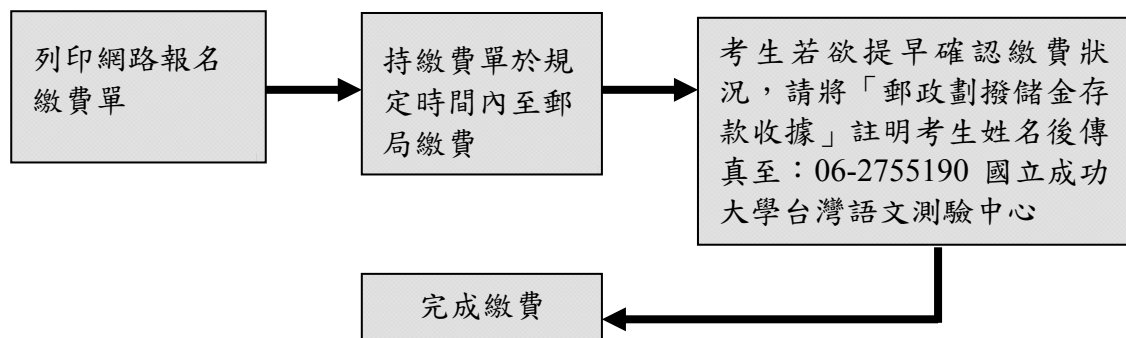 列印網路報名
繳費單
持繳費單於規
定時間內至郵
局繳費
考生若欲提早確認繳費狀
況，請將「郵政劃撥儲金存
款收據」註明考生姓名後傳
真至：06-2755190 國立成功
大學台灣語文測驗中心
完成繳費